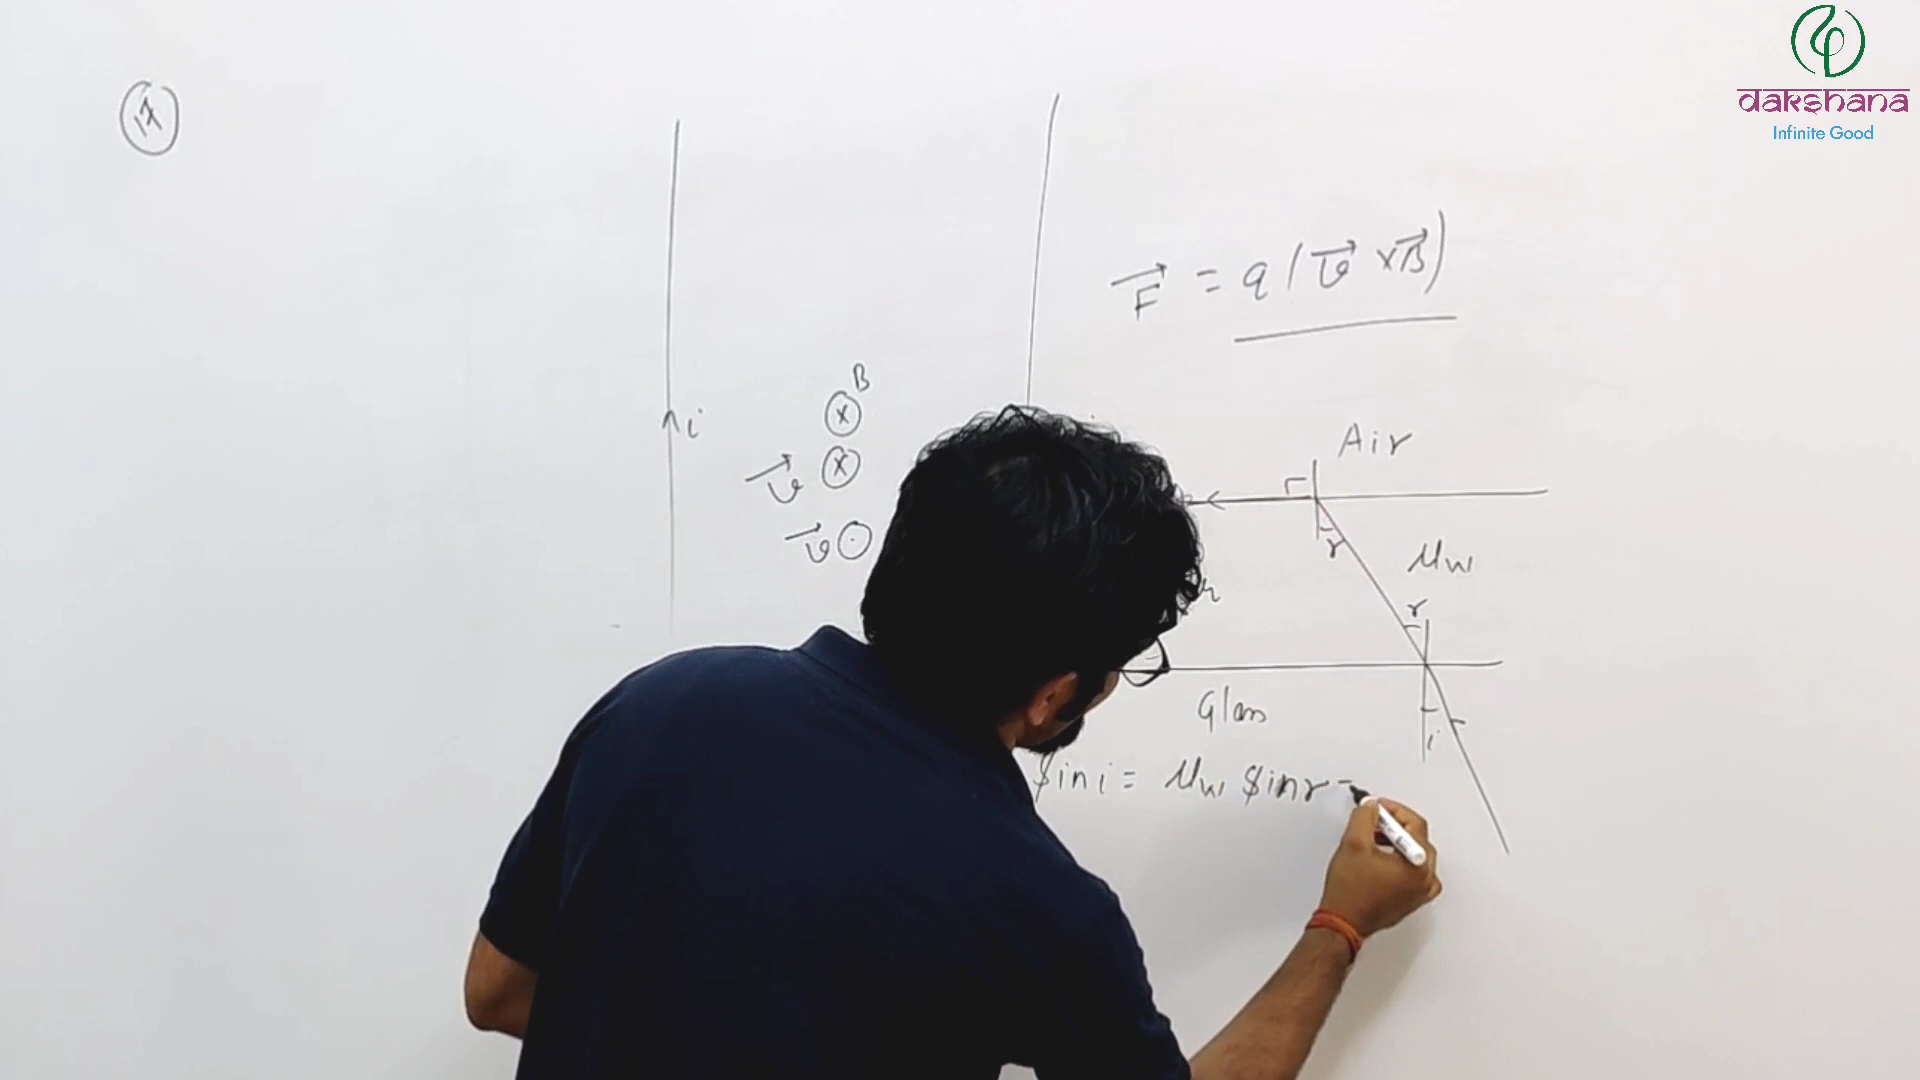 dakshana
Infinite Good
17
F = q (v × B)
B
x
i
x
v
v
Air
r
μw
r
Glass
i
Sin i = μw Sin r =